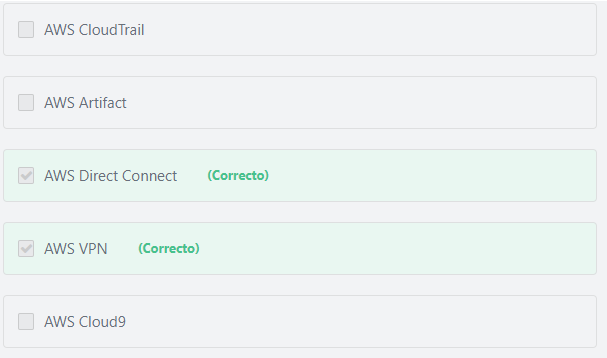 AWS CloudTrail
AWS Artifact
AWS Direct Connect (Correcto)
AWS VPN (Correcto)
AWS Cloud9